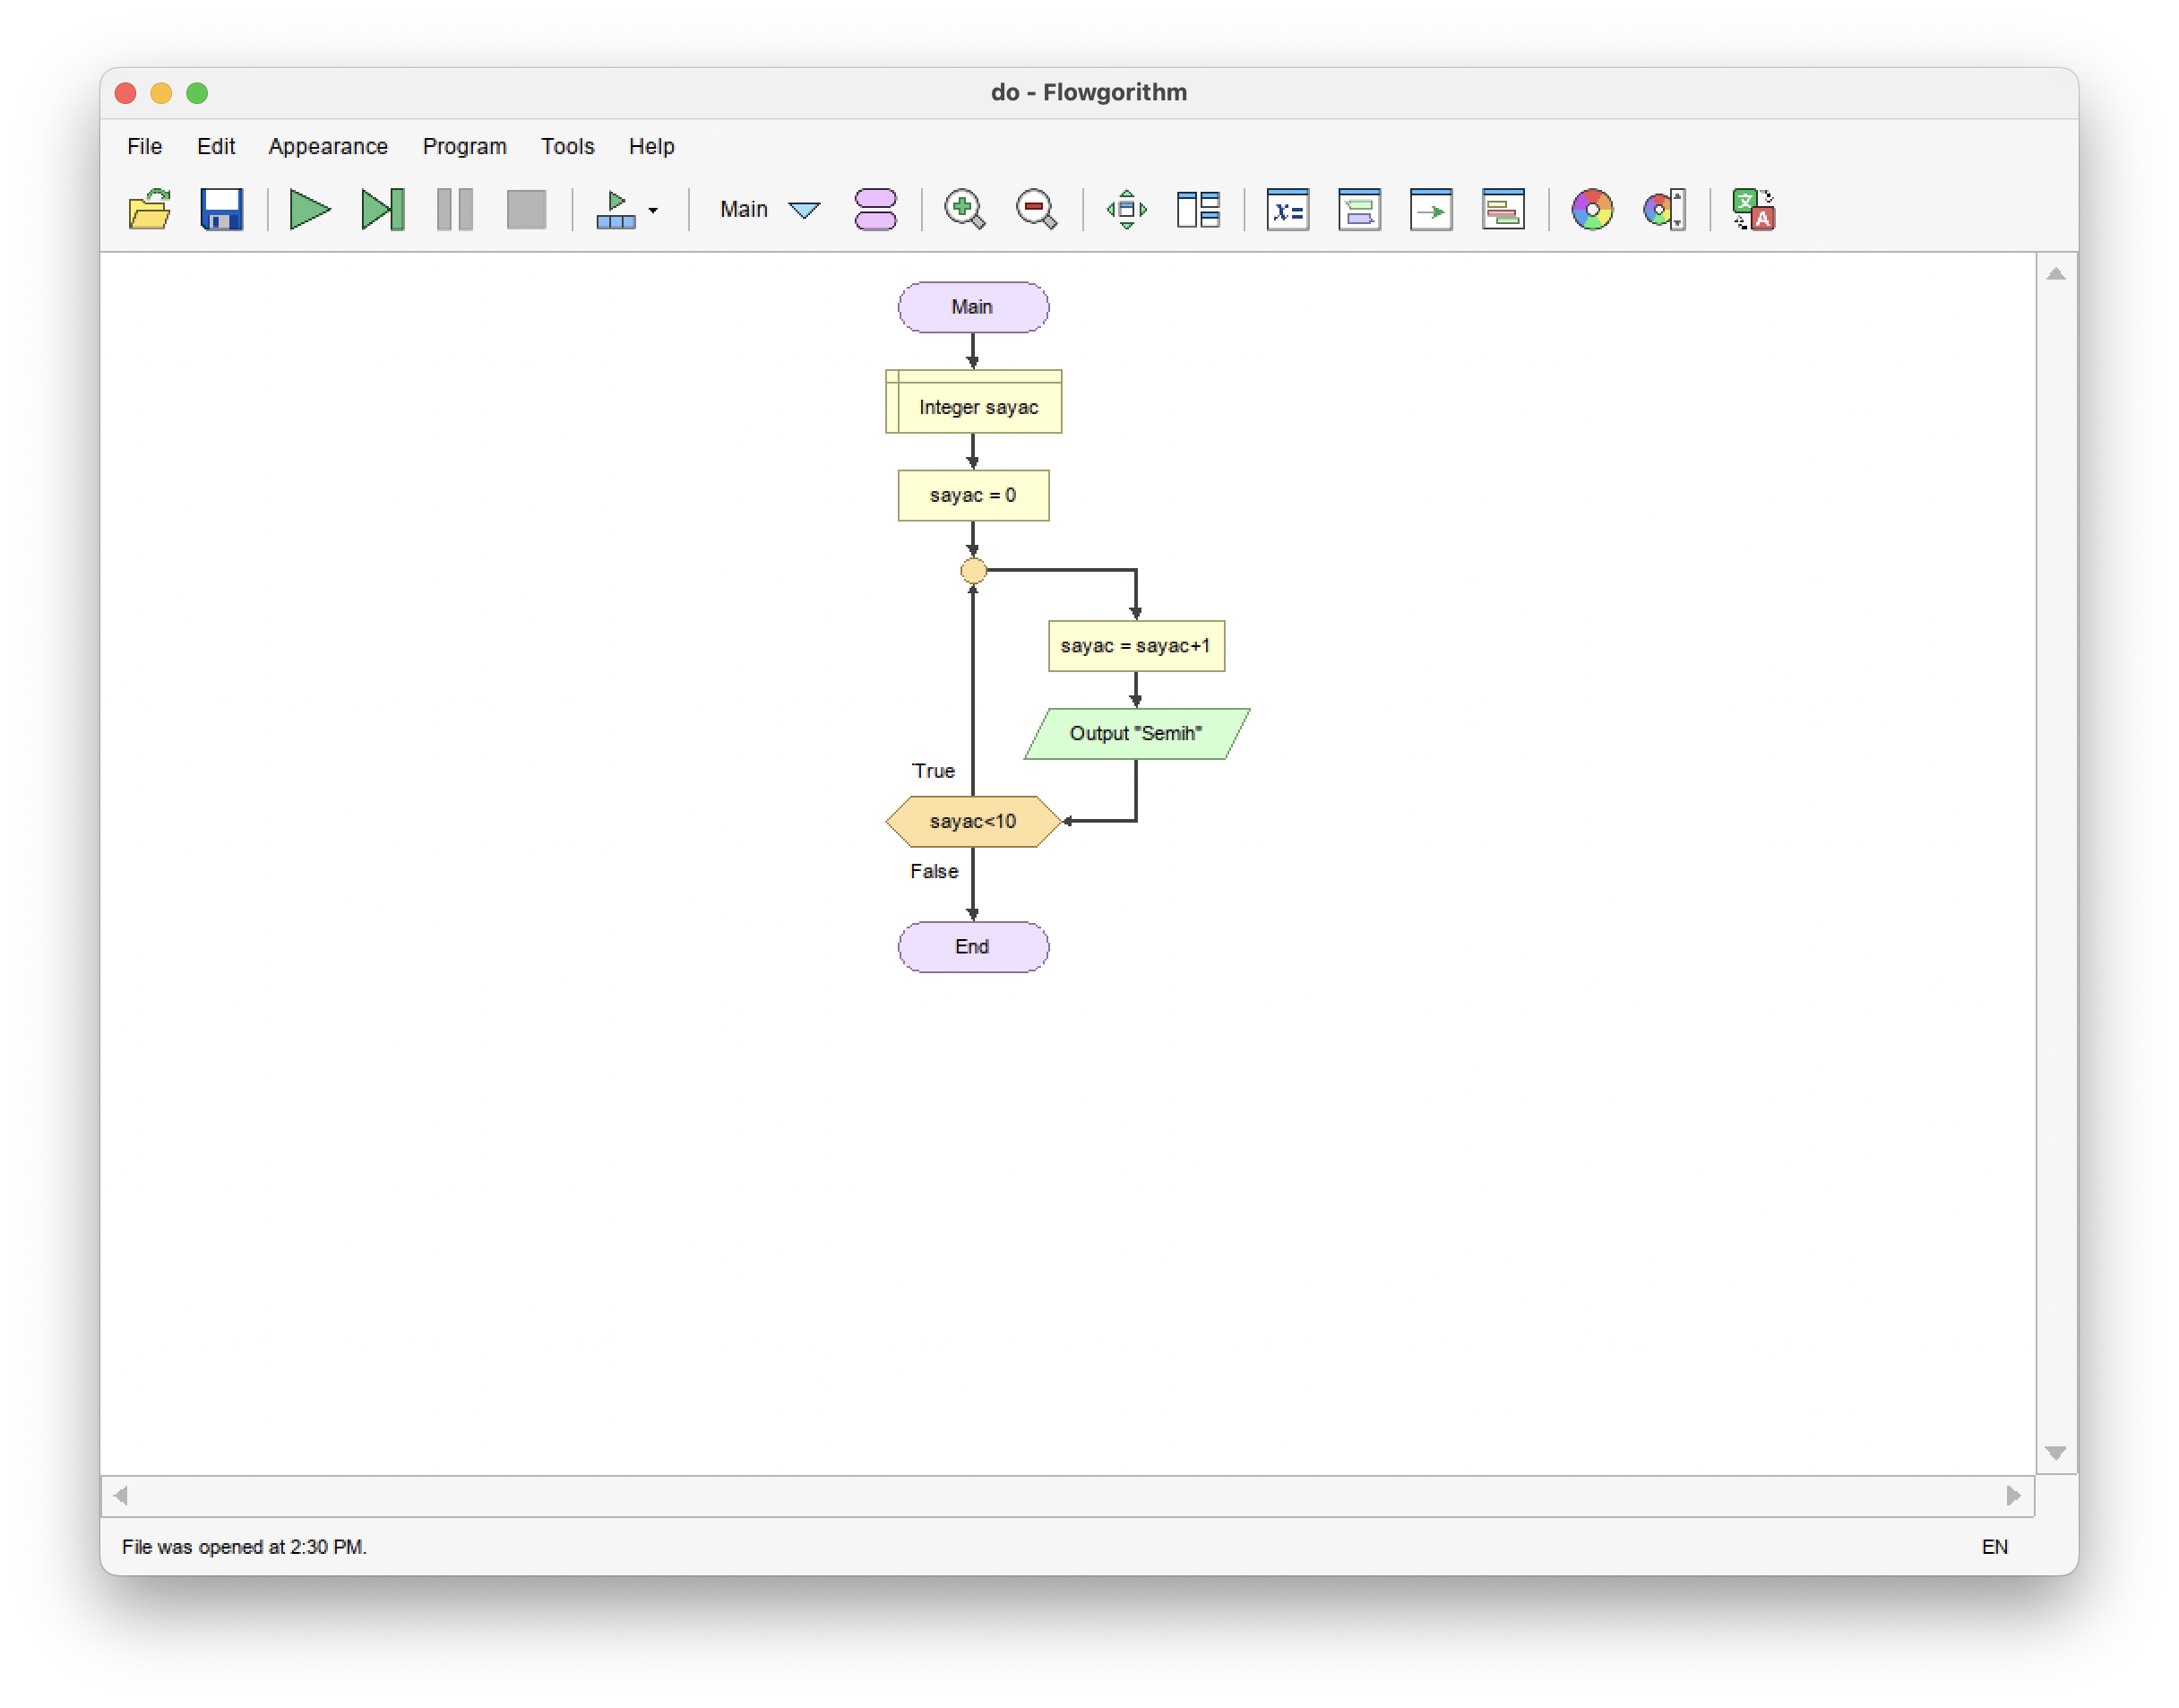 do - Flowgorithm
File Edit Appearance Program Tools Help
Main
x=
文 A
Main
Integer sayac
sayac = 0
sayac = sayac+1
Output "Semih"
True
sayac<10
False
End
File was opened at 2:30 PM.
EN